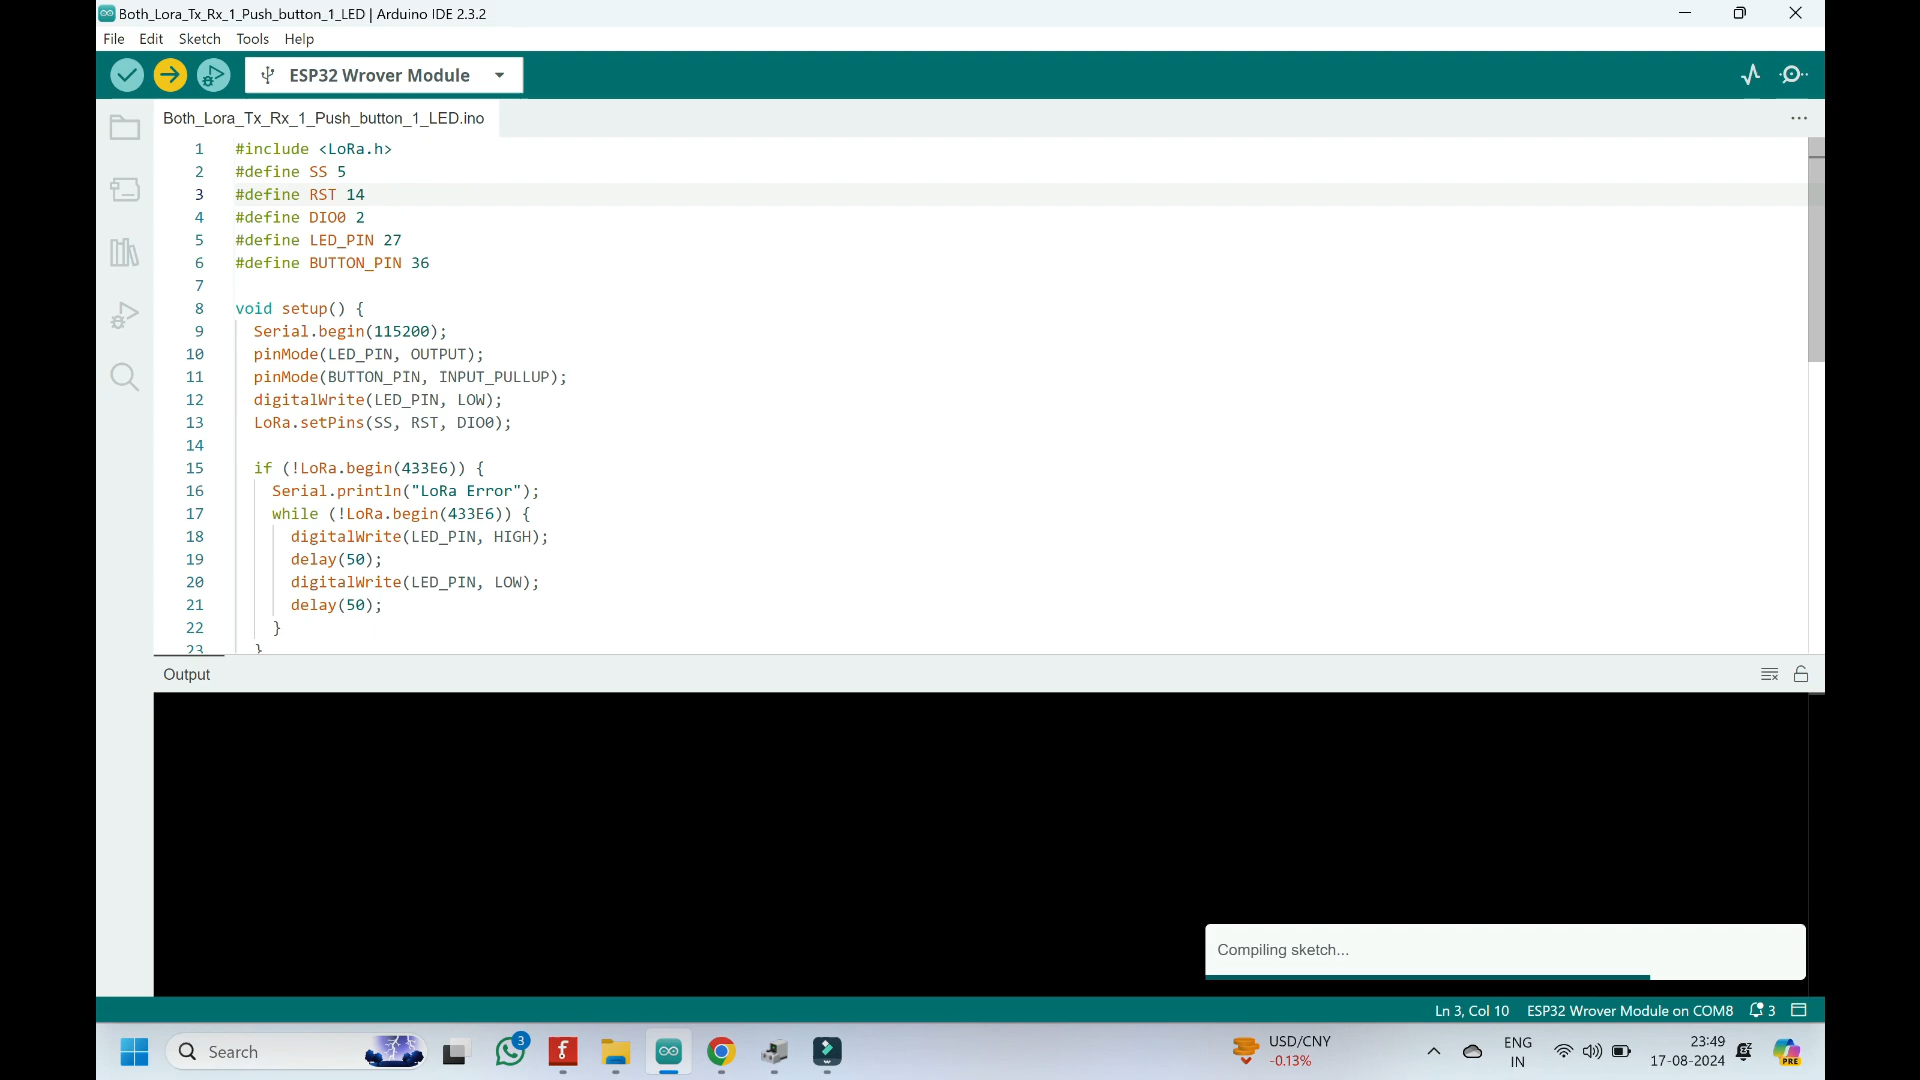 Both_Lora_Tx_Rx_1_Push_button_1_LED | Arduino IDE 2.3.2
File Edit Sketch Tools Help
ESP32 Wrover Module
Both_Lora_Tx_Rx_1_Push_button_1_LED.ino
1 #include <LoRa.h>
2 #define SS 5
3 #define RST 14
4 #define DIO0 2
5 #define LED_PIN 27
6 #define BUTTON_PIN 36
7
8 void setup() {
9 Serial.begin(115200);
10 pinMode(LED_PIN, OUTPUT);
11 pinMode(BUTTON_PIN, INPUT_PULLUP);
12 digitalWrite(LED_PIN, LOW);
13 LoRa.setPins(SS, RST, DIO0);
14
15 if (!LoRa.begin(433E6)) {
16 Serial.println("LoRa Error");
17 while (!LoRa.begin(433E6)) {
18 digitalWrite(LED_PIN, HIGH);
19 delay(50);
20 digitalWrite(LED_PIN, LOW);
21 delay(50);
22 }
23 }
Output
Compiling sketch...
Ln 3, Col 10 ESP32 Wrover Module on COM8 3
Search
3
USD/CNY
-0.13%
ENG
IN
23:49
17-08-2024
PRE